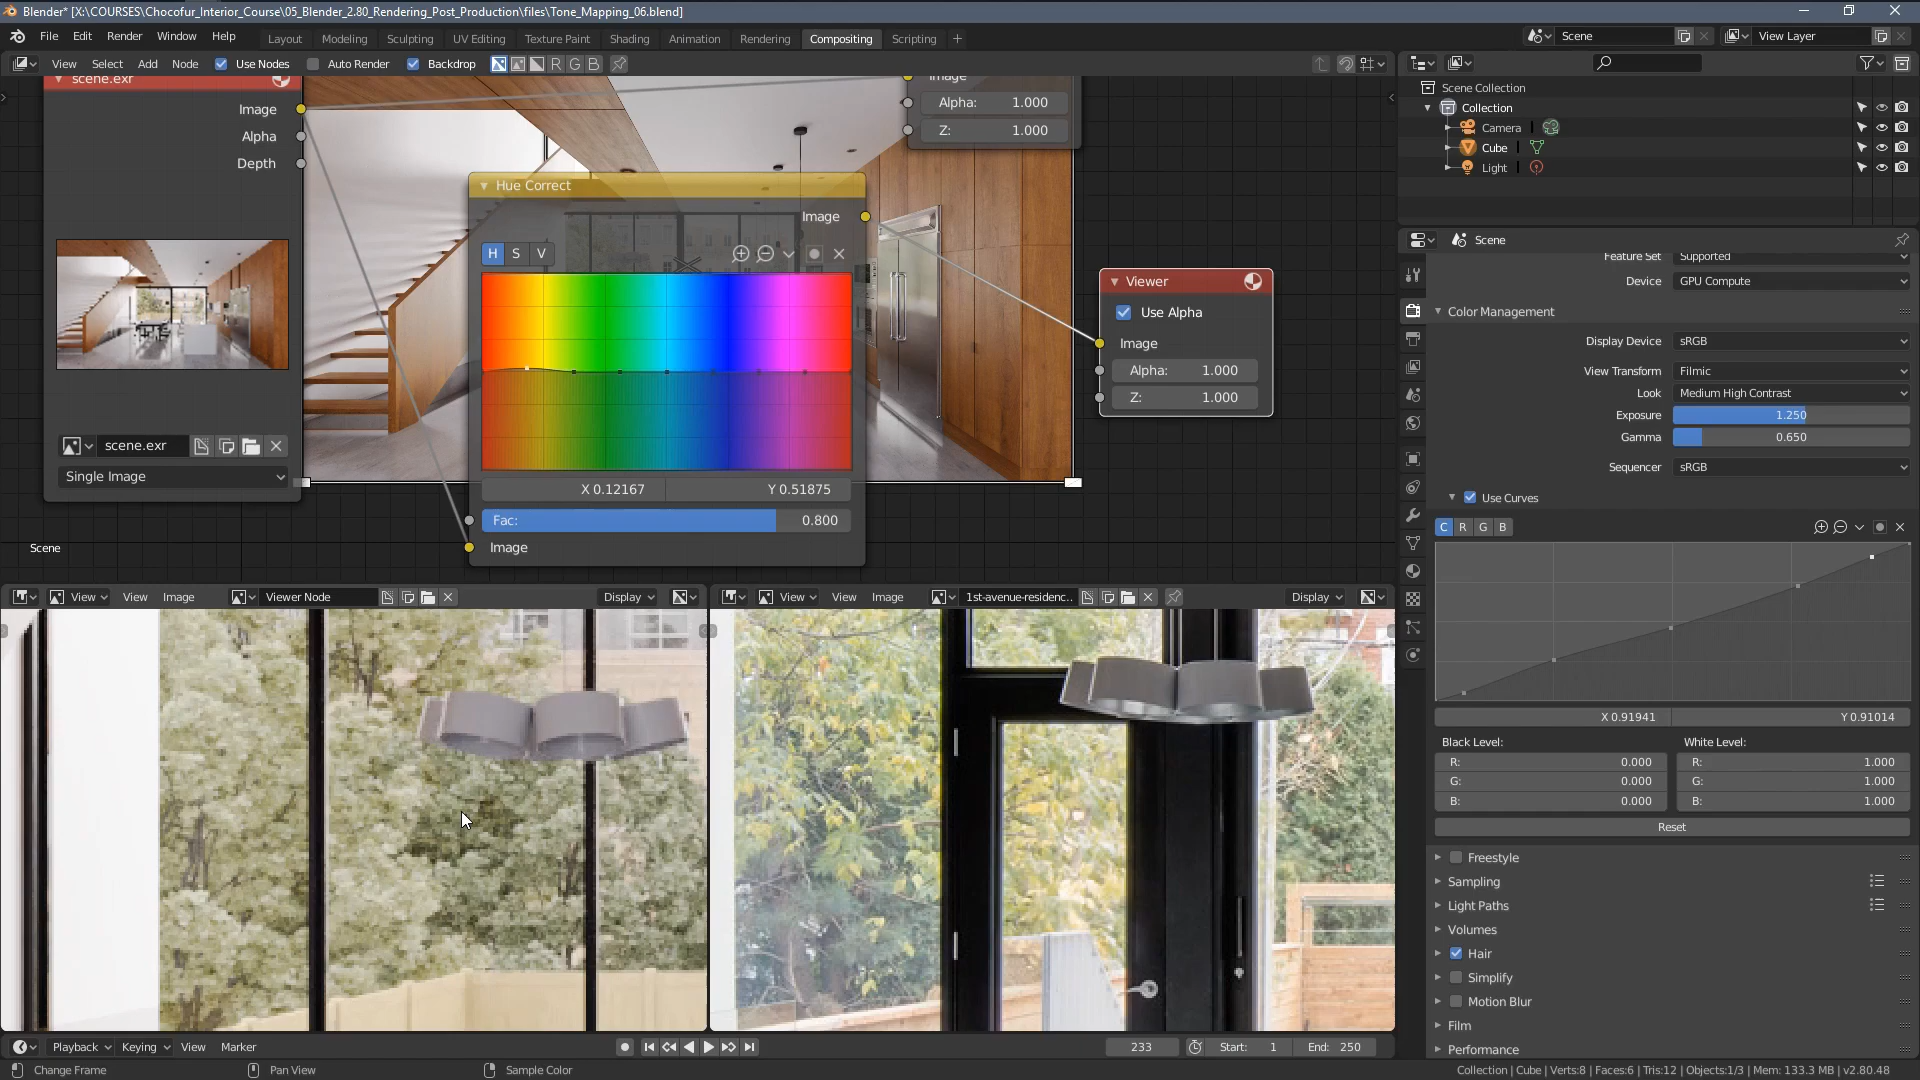 Blender* [X:\COURSES\Chocofur_Interior_Course\05_Blender_2.80_Rendering_Post_Production\files\Tone_Mapping_06.blend]
File Edit Render Window Help Layout Modeling Sculpting UV Editing Texture Paint Shading Animation Rendering Compositing Scripting + Scene View Layer
View Select Add Node Use Nodes Auto Render Backdrop R G B
scene.exr
Image
Alpha
Depth
scene.exr
Single Image
Scene
Hue Correct
Image
H S V
X 0.12167 Y 0.51875
Fac: 0.800
Image
Image
Alpha: 1.000
Z: 1.000
Viewer
Use Alpha
Image
Alpha: 1.000
Z: 1.000
View View Image Viewer Node Display
View View Image 1st-avenue-residenc.. Display
Playback Keying View Marker 233 Start: 1 End: 250
Change Frame Pan View Sample Color
Scene Collection
Collection
Camera
Cube
Light
Scene
Feature Set Supported
Device GPU Compute
Color Management
Display Device sRGB
View Transform Filmic
Look Medium High Contrast
Exposure 1.250
Gamma 0.650
Sequencer sRGB
Use Curves
C R G B
X 0.91941 Y 0.91014
Black Level: White Level:
R: 0.000 R: 1.000
G: 0.000 G: 1.000
B: 0.000 B: 1.000
Reset
Freestyle
Sampling
Light Paths
Volumes
Hair
Simplify
Motion Blur
Film
Performance
Collection | Cube | Verts:8 | Faces:6 | Tris:12 | Objects:1/3 | Mem: 133.3 MB | v2.80.48